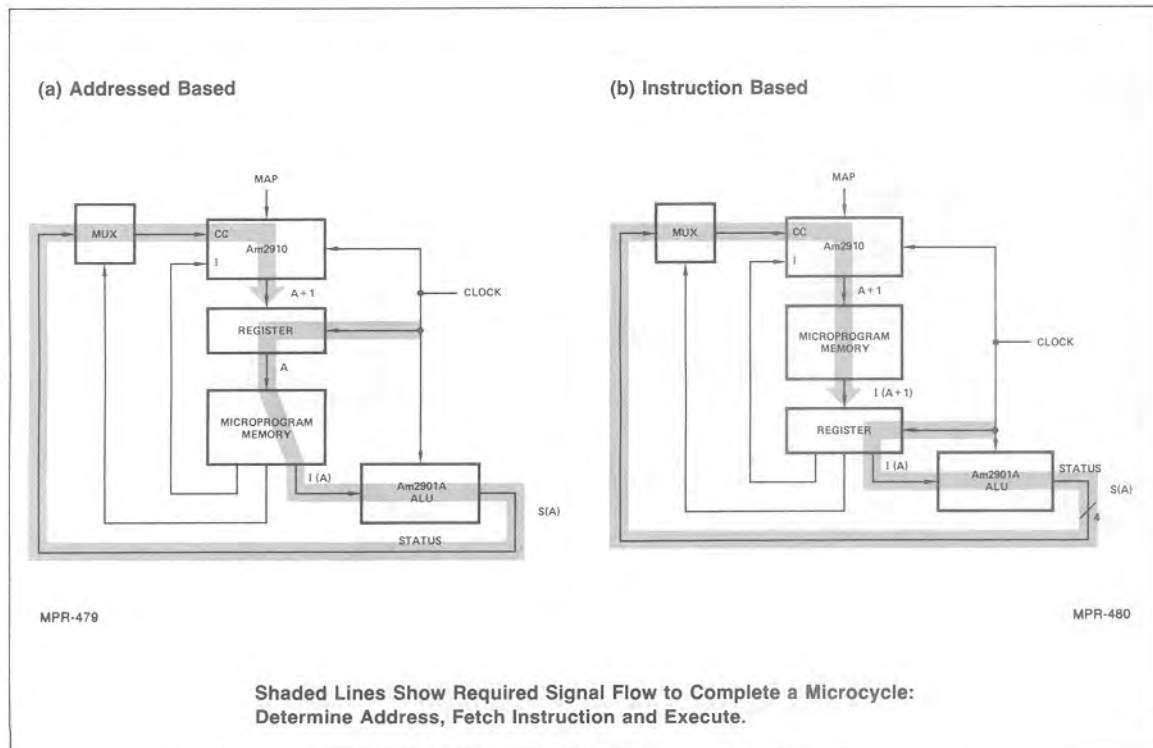 (a) Addressed Based
MAP
MUX
CC
Am2910
I
A+1
CLOCK
REGISTER
A
MICROPROGRAM
MEMORY
I (A)
Am2901A
ALU
S(A)
STATUS
MPR-479
(b) Instruction Based
MAP
MUX
CC
Am2910
I
A+1
MICROPROGRAM
MEMORY
CLOCK
I (A+1)
REGISTER
I (A)
Am2901A
ALU
STATUS
S(A)
4
MPR-480
Shaded Lines Show Required Signal Flow to Complete a Microcycle:
Determine Address, Fetch Instruction and Execute.